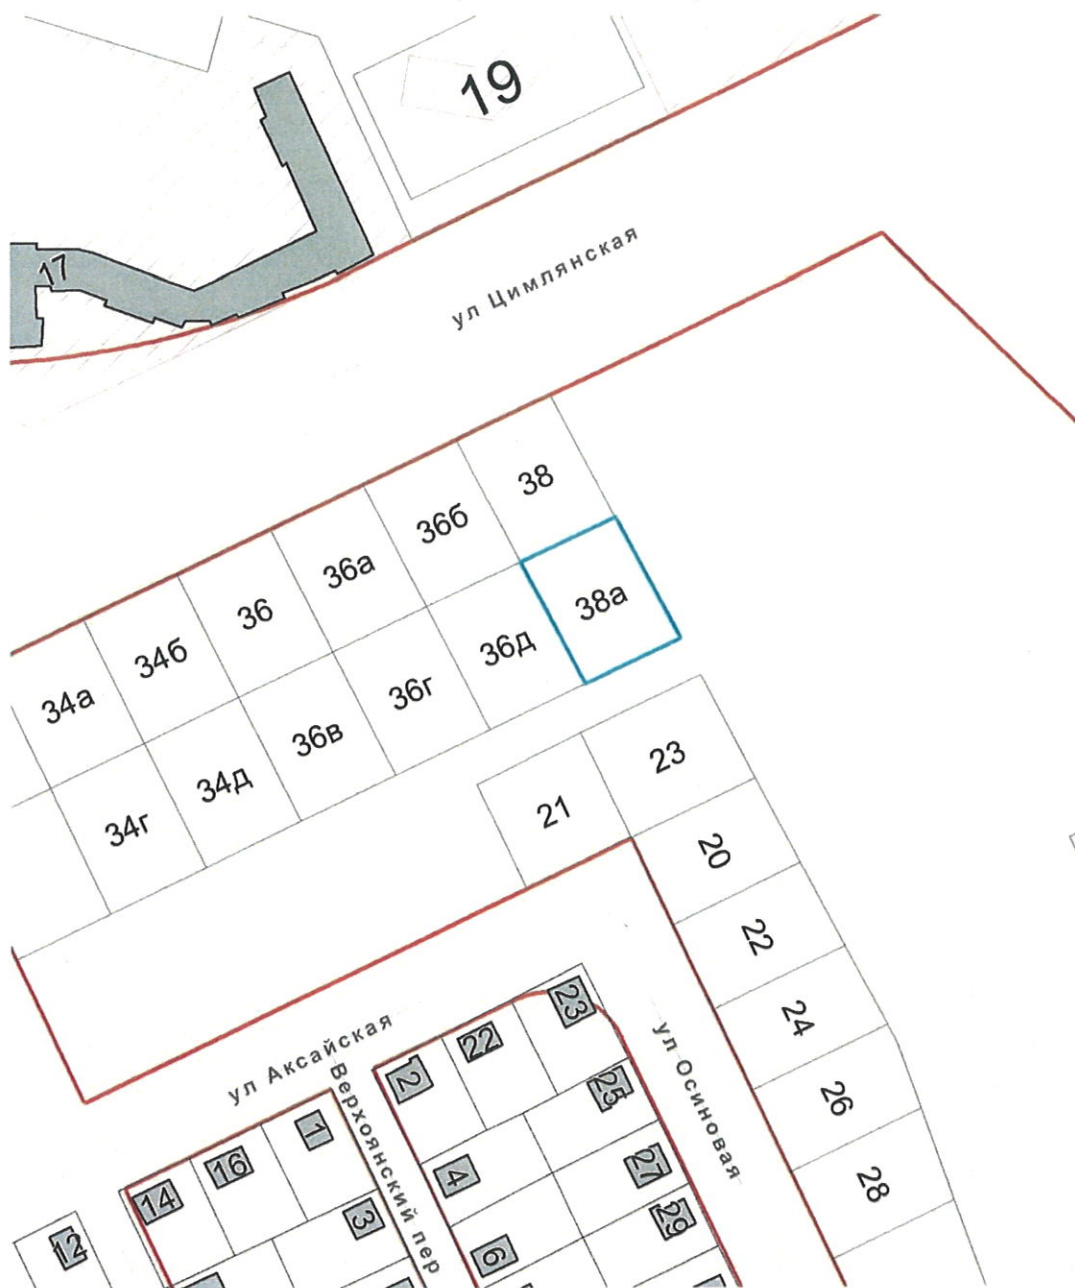 19
17
ул Цимлянская
38
36б
38а
36а
36
36д
34б
36г
34а
36в
34д
34г
23
21
20
22
24
26
28
ул Аксайская
Верхоянский пер
ул Осиновая
23
22
2
25
1
16
14
4
27
3
29
12
6